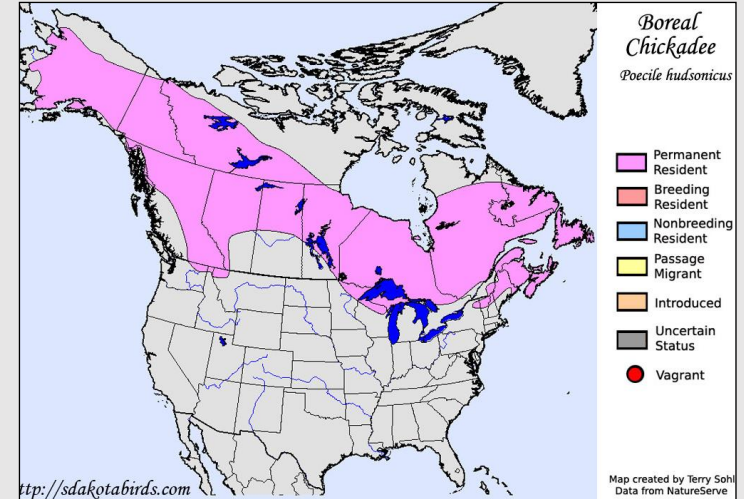 Boreal
Chickadee
Poecile hudsonicus
Permanent
Resident
Breeding
Resident
Nonbreeding
Resident
Passage
Migrant
Introduced
Uncertain
Status
Vagrant
ttp://sdakotabirds.com
Map created by Terry Sohl
Data from NatureServe